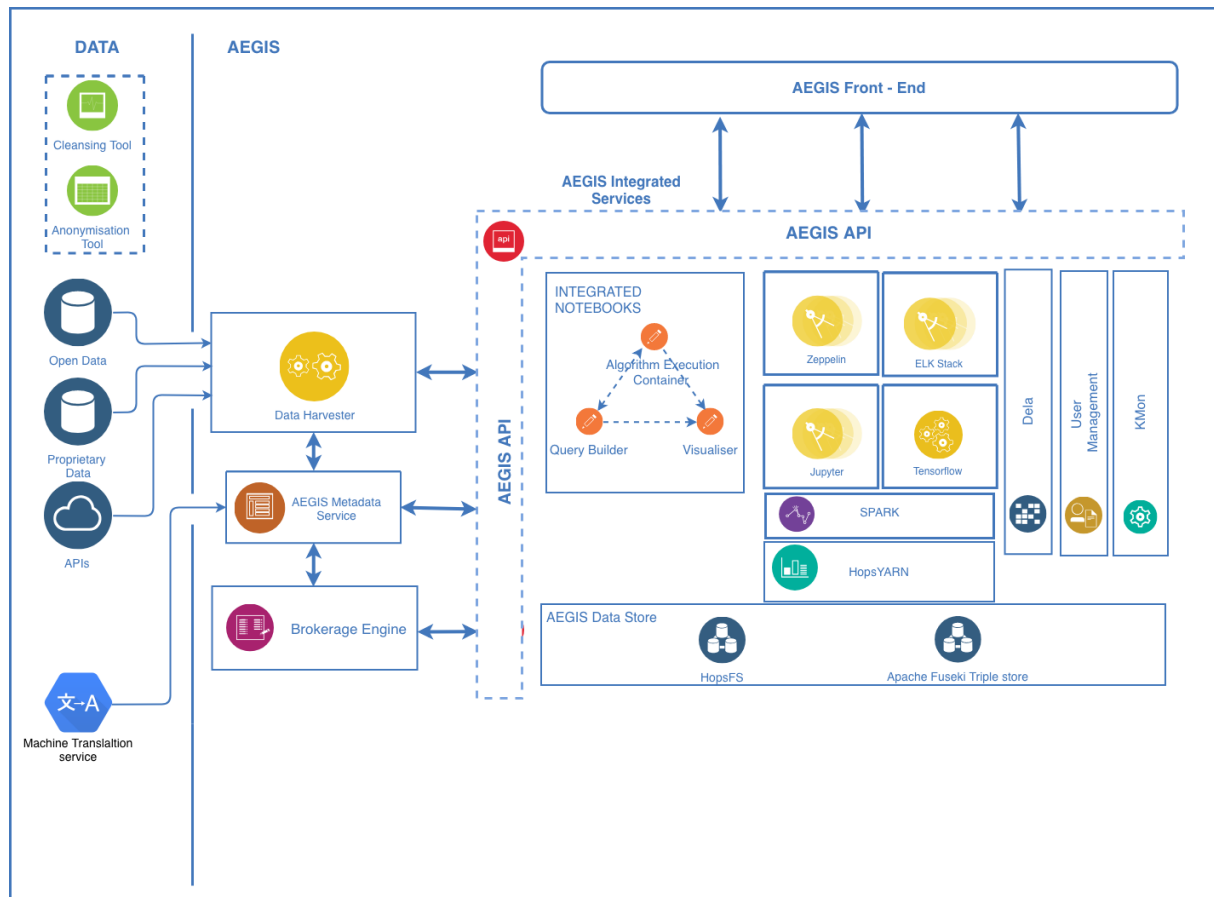 DATA
AEGIS
Cleansing Tool
Anonymisation
Tool
Open Data
Proprietary
Data
APIs
文→A
Machine Translaltion
service
Data Harvester
AEGIS Metadata
Service
Brokerage Engine
AEGIS Front - End
AEGIS Integrated
Services
api
AEGIS API
AEGIS API
INTEGRATED
NOTEBOOKS
Algorithm Execution
Container
Query Builder
Visualiser
Zeppelin
ELK Stack
Jupyter
Tensorflow
SPARK
HopsYARN
Dela
User
Management
KMon
AEGIS Data Store
HopsFS
Apache Fuseki Triple store